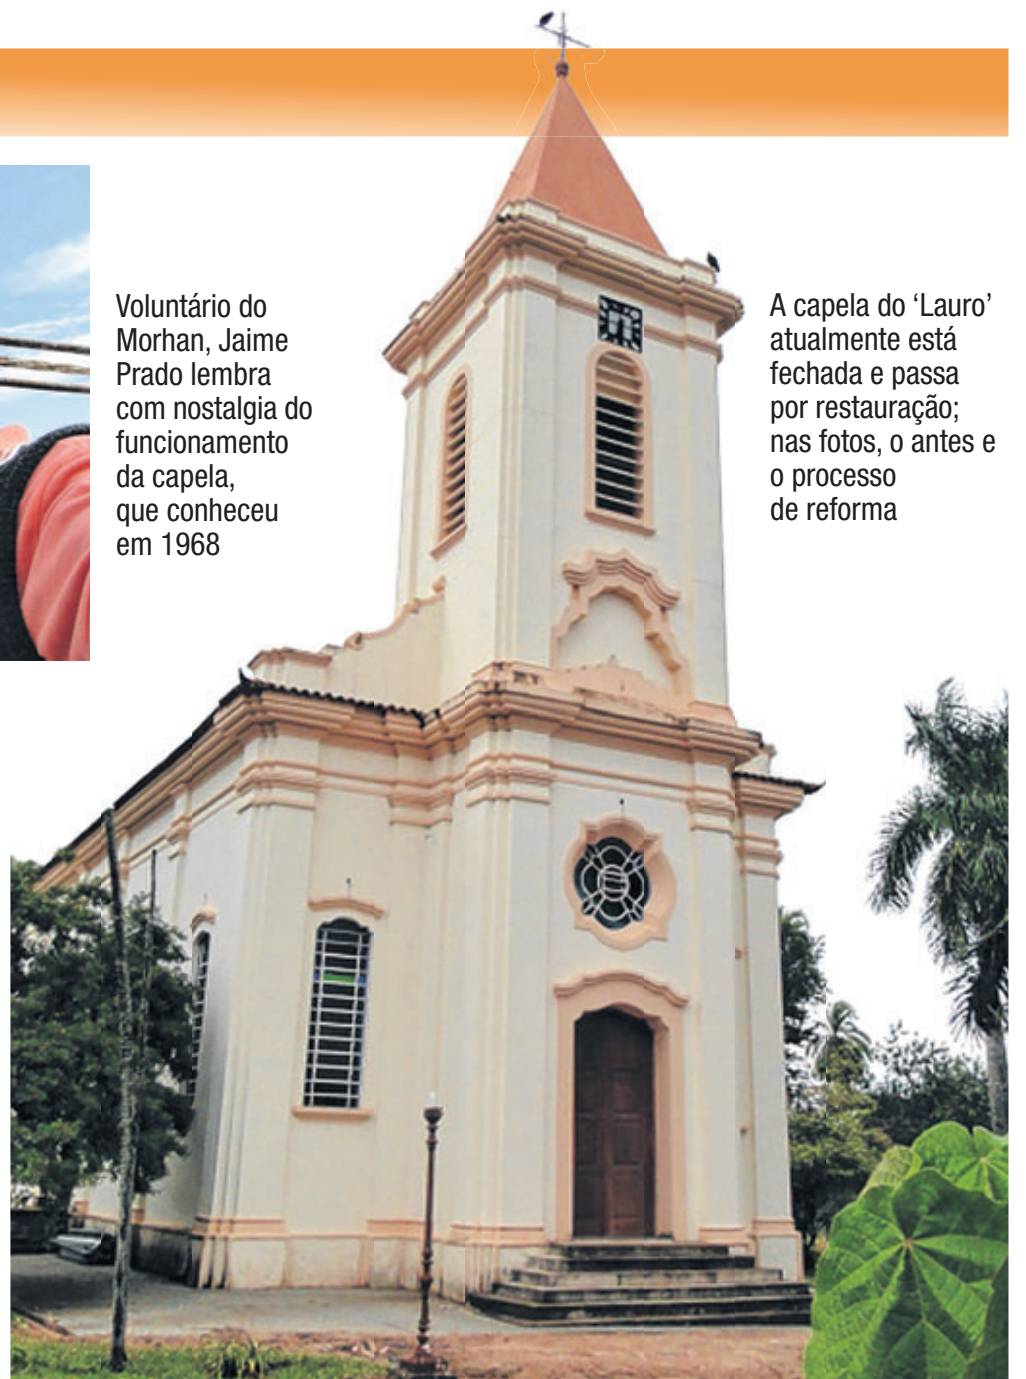 Voluntário do
Morhan, Jaime
Prado lembra
com nostalgia do
funcionamento
da capela,
que conheceu
em 1968
A capela do ‘Lauro’
atualmente está
fechada e passa
por restauração;
nas fotos, o antes e
o processo
de reforma